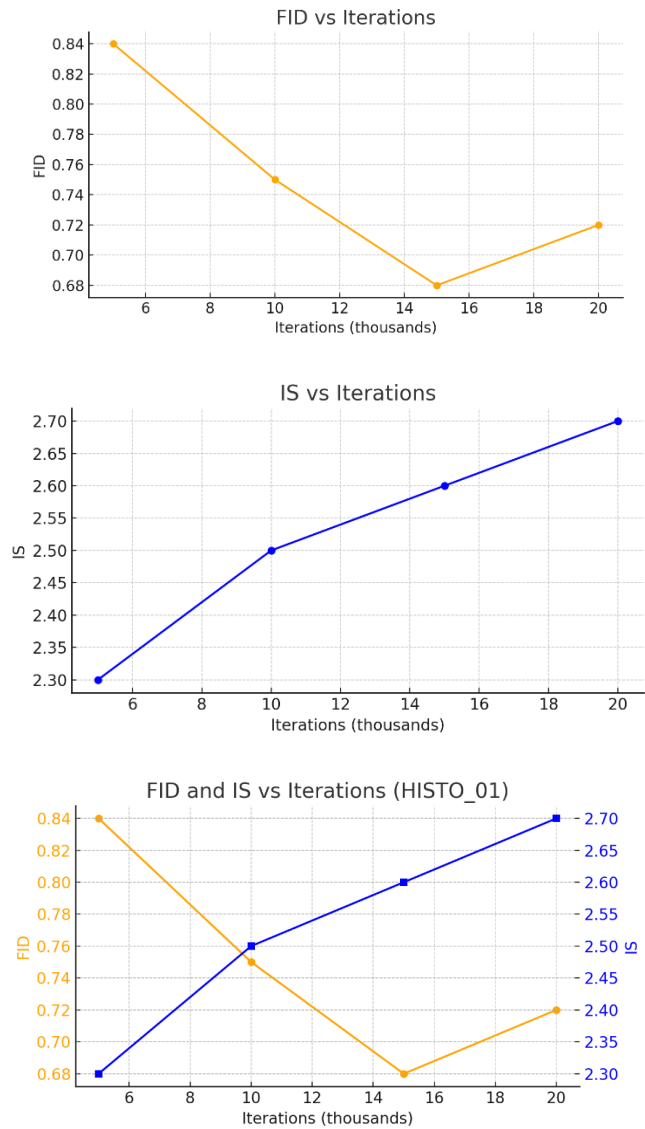 FID vs Iterations
0.84
0.82
0.80
0.78
0.76
0.74
0.72
0.70
0.68
FID
6 8 10 12 14 16 18 20
Iterations (thousands)
IS vs Iterations
2.70
2.65
2.60
2.55
2.50
2.45
2.40
2.35
2.30
IS
6 8 10 12 14 16 18 20
Iterations (thousands)
FID and IS vs Iterations (HISTO_01)
0.84 2.70
0.82 2.65
0.80 2.60
0.78 2.55
0.76 2.50
0.74 2.45
0.72 2.40
0.70 2.35
0.68 2.30
FID
IS
6 8 10 12 14 16 18 20
Iterations (thousands)